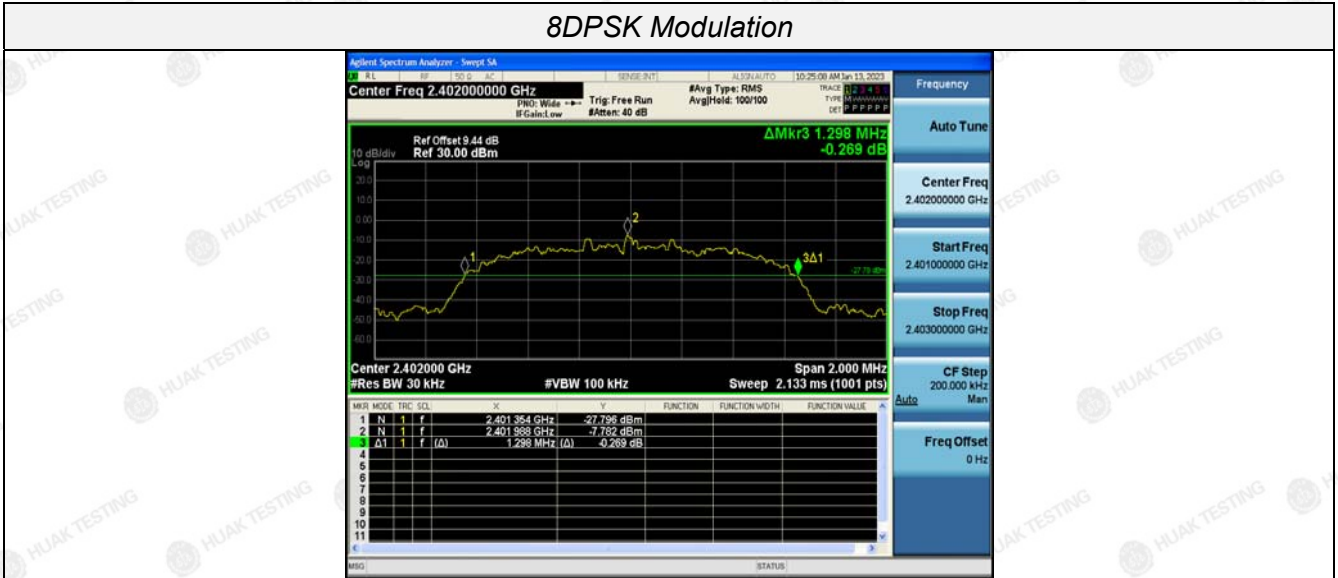 8DPSK Modulation
Agilent Spectrum Analyzer - Swept SA
RL RF 50 Ω AC SENSE:INT ALIGN AUTO 10:25:08 AM Jan 13, 2023
Center Freq 2.402000000 GHz
PNO: Wide
IFGain:Low
Trig: Free Run
#Atten: 40 dB
#Avg Type: RMS
Avg|Hold: 100/100
TRACE 1 2 3 4 5 6
TYPE M
DET P P P P P P
Frequency
Auto Tune
Center Freq
2.402000000 GHz
Start Freq
2.401000000 GHz
Stop Freq
2.403000000 GHz
CF Step
200.000 kHz
Auto Man
Freq Offset
0 Hz
ΔMkr3 1.298 MHz
-0.269 dB
Ref Offset 9.44 dB
10 dB/div Ref 30.00 dBm
Log
20.0
10.0
0.00
-10.0
-20.0
-30.0
-40.0
-50.0
-60.0
1
2
3Δ1
Center 2.402000 GHz Span 2.000 MHz
#Res BW 30 kHz #VBW 100 kHz Sweep 2.133 ms (1001 pts)
MKR MODE TRC SCL X Y FUNCTION FUNCTION WIDTH FUNCTION VALUE
1 N 1 f 2.401 354 GHz -27.796 dBm
2 N 1 f 2.401 988 GHz -7.782 dBm
3 Δ1 1 f (Δ) 1.298 MHz (Δ) -0.269 dB
4
5
6
7
8
9
10
11
MSG STATUS
HUAK TESTING